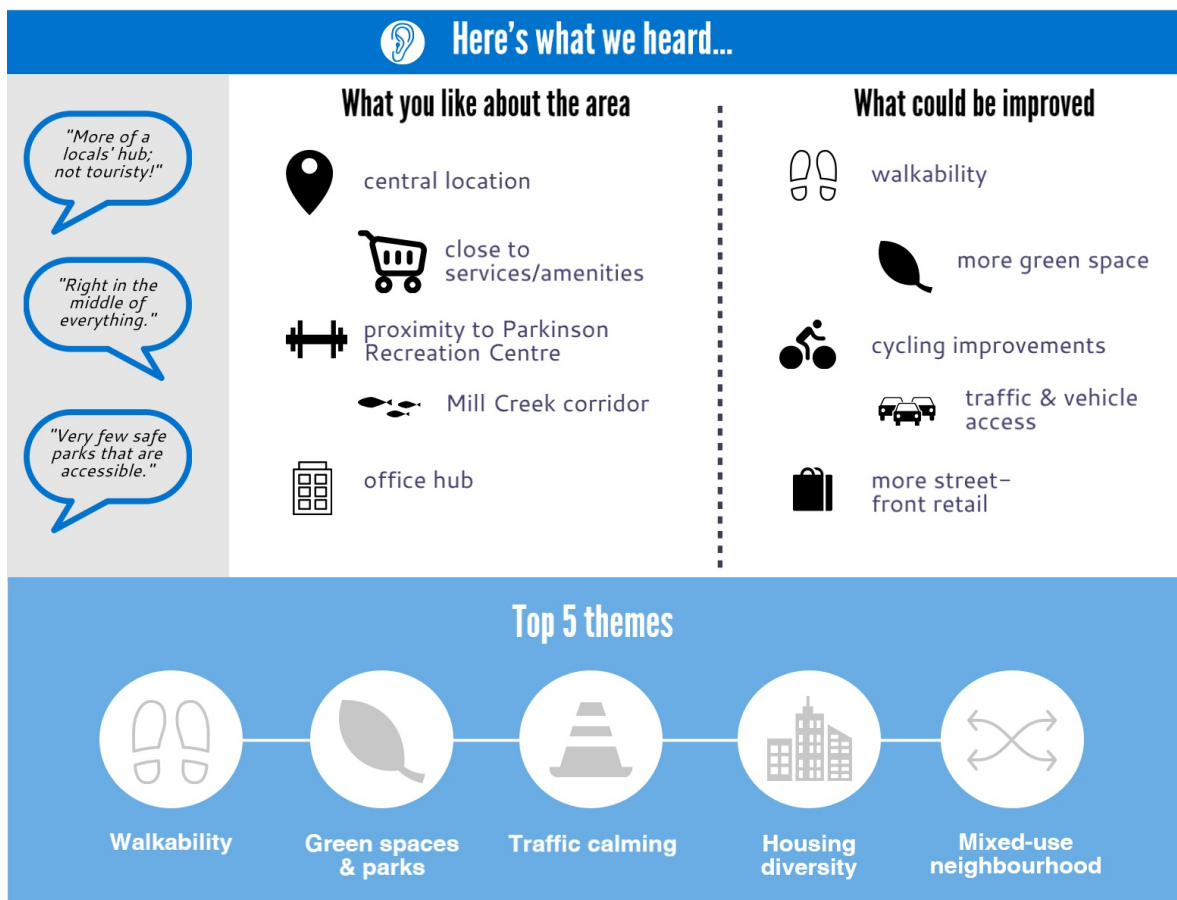 Here's what we heard...
"More of a
locals' hub;
not touristy!"
"Right in the
middle of
everything."
"Very few safe
parks that are
accessible."
What you like about the area
central location
close to
services/amenities
proximity to Parkinson
Recreation Centre
Mill Creek corridor
office hub
What could be improved
walkability
more green space
cycling improvements
traffic & vehicle
access
more street-
front retail
Top 5 themes
Walkability
Green spaces
& parks
Traffic calming
Housing
diversity
Mixed-use
neighbourhood